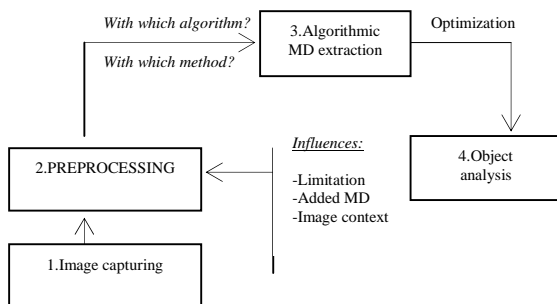 With which algorithm?
With which method?
3.Algorithmic
MD extraction
Optimization
2.PREPROCESSING
Influences:
-Limitation
-Added MD
-Image context
4.Object
analysis
1.Image capturing